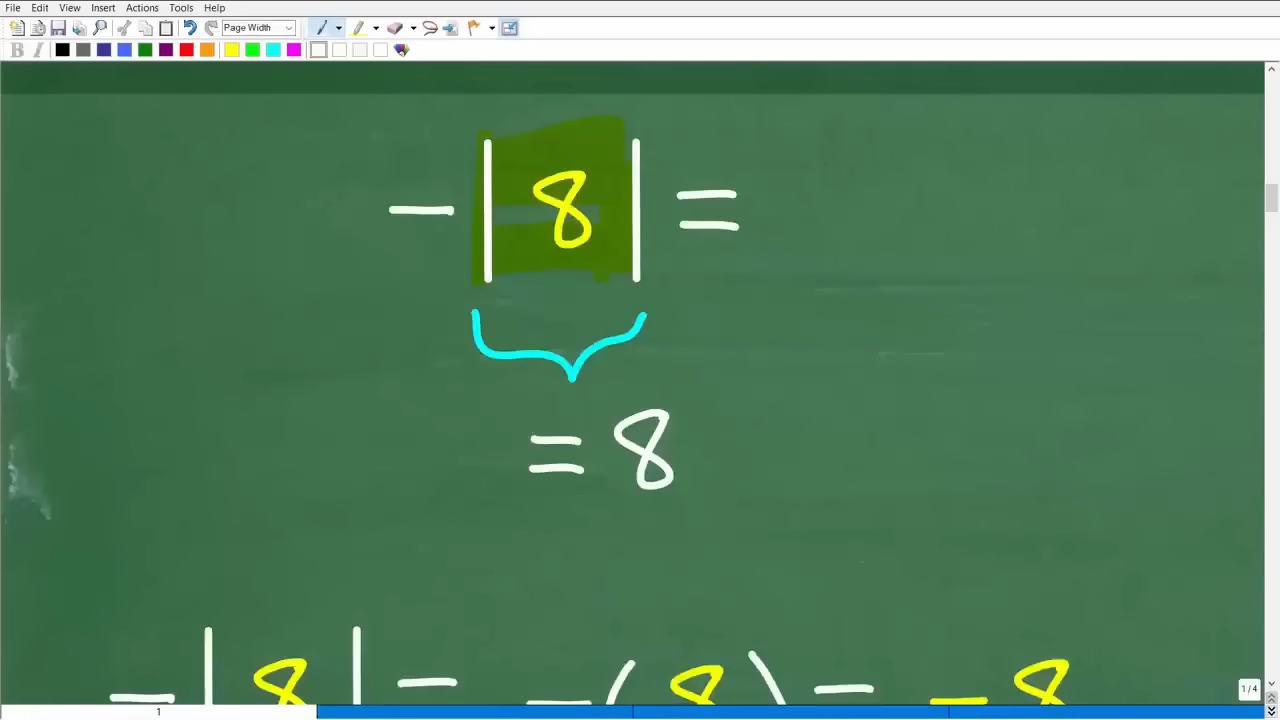 File Edit View Insert Actions Tools Help
Page Width
B I
- | 8 | =
= 8
- | 8 | = - ( 8 ) = - 8
1/4
1